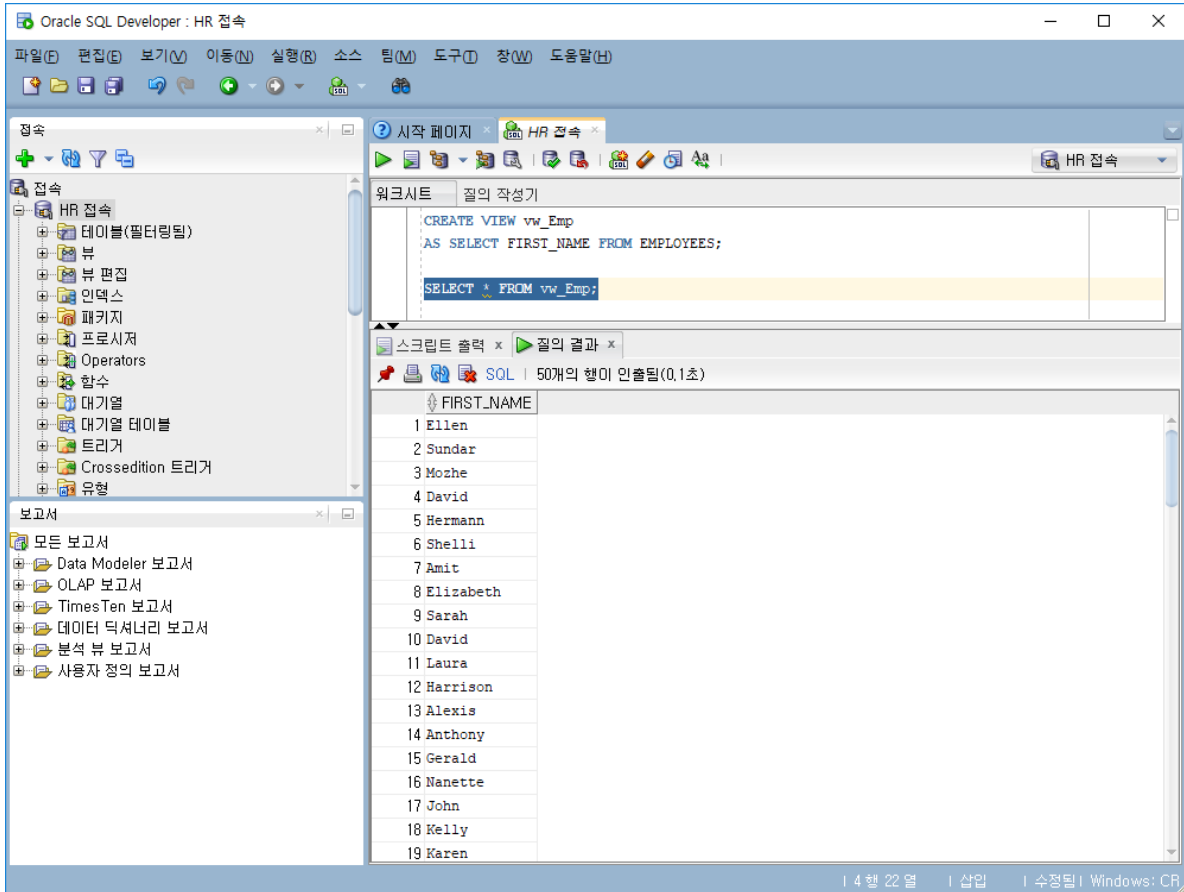 Oracle SQL Developer : HR 접속
파일(F) 편집(E) 보기(V) 이동(N) 실행(R) 소스 팀(M) 도구(T) 창(W) 도움말(H)
접속
접속
HR 접속
테이블(필터링됨)
뷰
뷰 편집
인덱스
패키지
프로시저
Operators
함수
대기열
대기열 테이블
트리거
Crossedition 트리거
유형
보고서
모든 보고서
Data Modeler 보고서
OLAP 보고서
TimesTen 보고서
데이터 딕셔너리 보고서
분석 뷰 보고서
사용자 정의 보고서
시작 페이지 HR 접속
HR 접속
워크시트 질의 작성기
CREATE VIEW vw_Emp
AS SELECT FIRST_NAME FROM EMPLOYEES;
SELECT * FROM vw_Emp;
스크립트 출력 x 질의 결과 x
SQL | 50개의 행이 인출됨(0,1초)
FIRST_NAME
1 Ellen
2 Sundar
3 Mozhe
4 David
5 Hermann
6 Shelli
7 Amit
8 Elizabeth
9 Sarah
10 David
11 Laura
12 Harrison
13 Alexis
14 Anthony
15 Gerald
16 Nanette
17 John
18 Kelly
19 Karen
| 4 행 22 열 | 삽입 | 수정됨 | Windows: CR